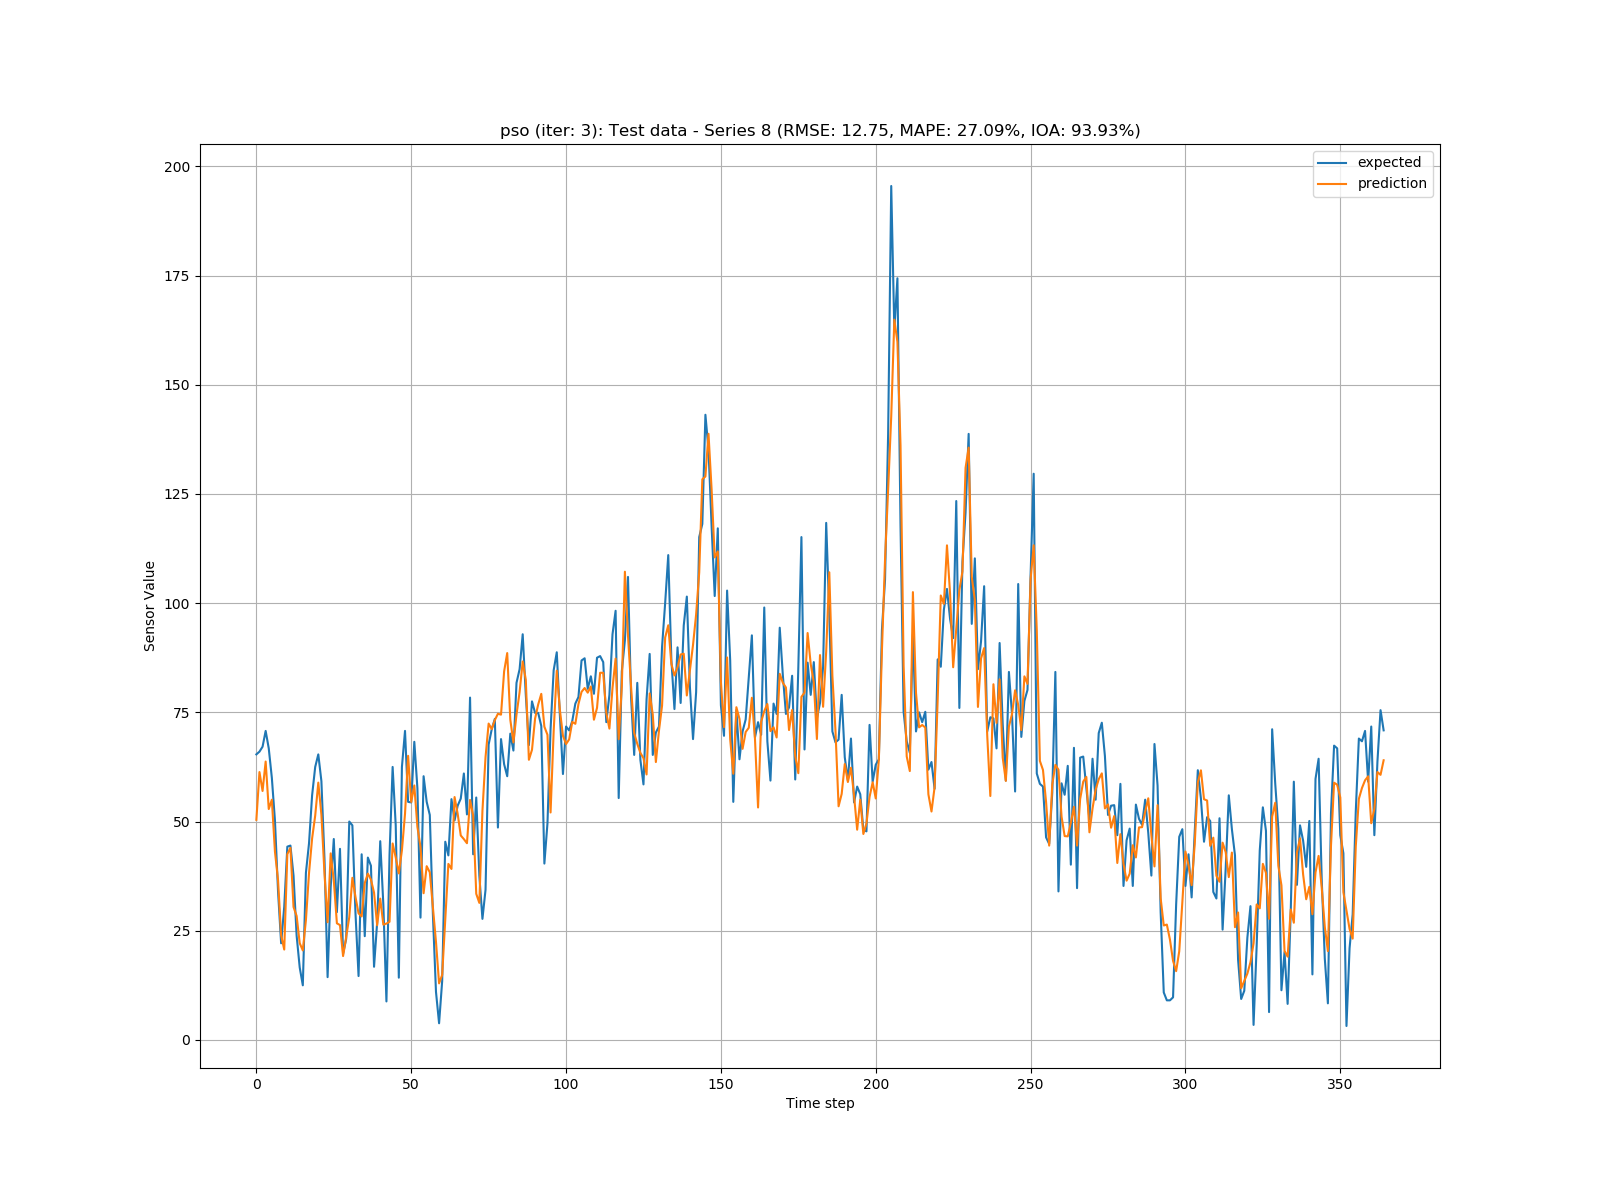 pso (iter: 3): Test data - Series 8 (RMSE: 12.75, MAPE: 27.09%, IOA: 93.93%)
expected
prediction
200
175
150
125
100
75
50
25
0
Sensor Value
0 50 100 150 200 250 300 350
Time step